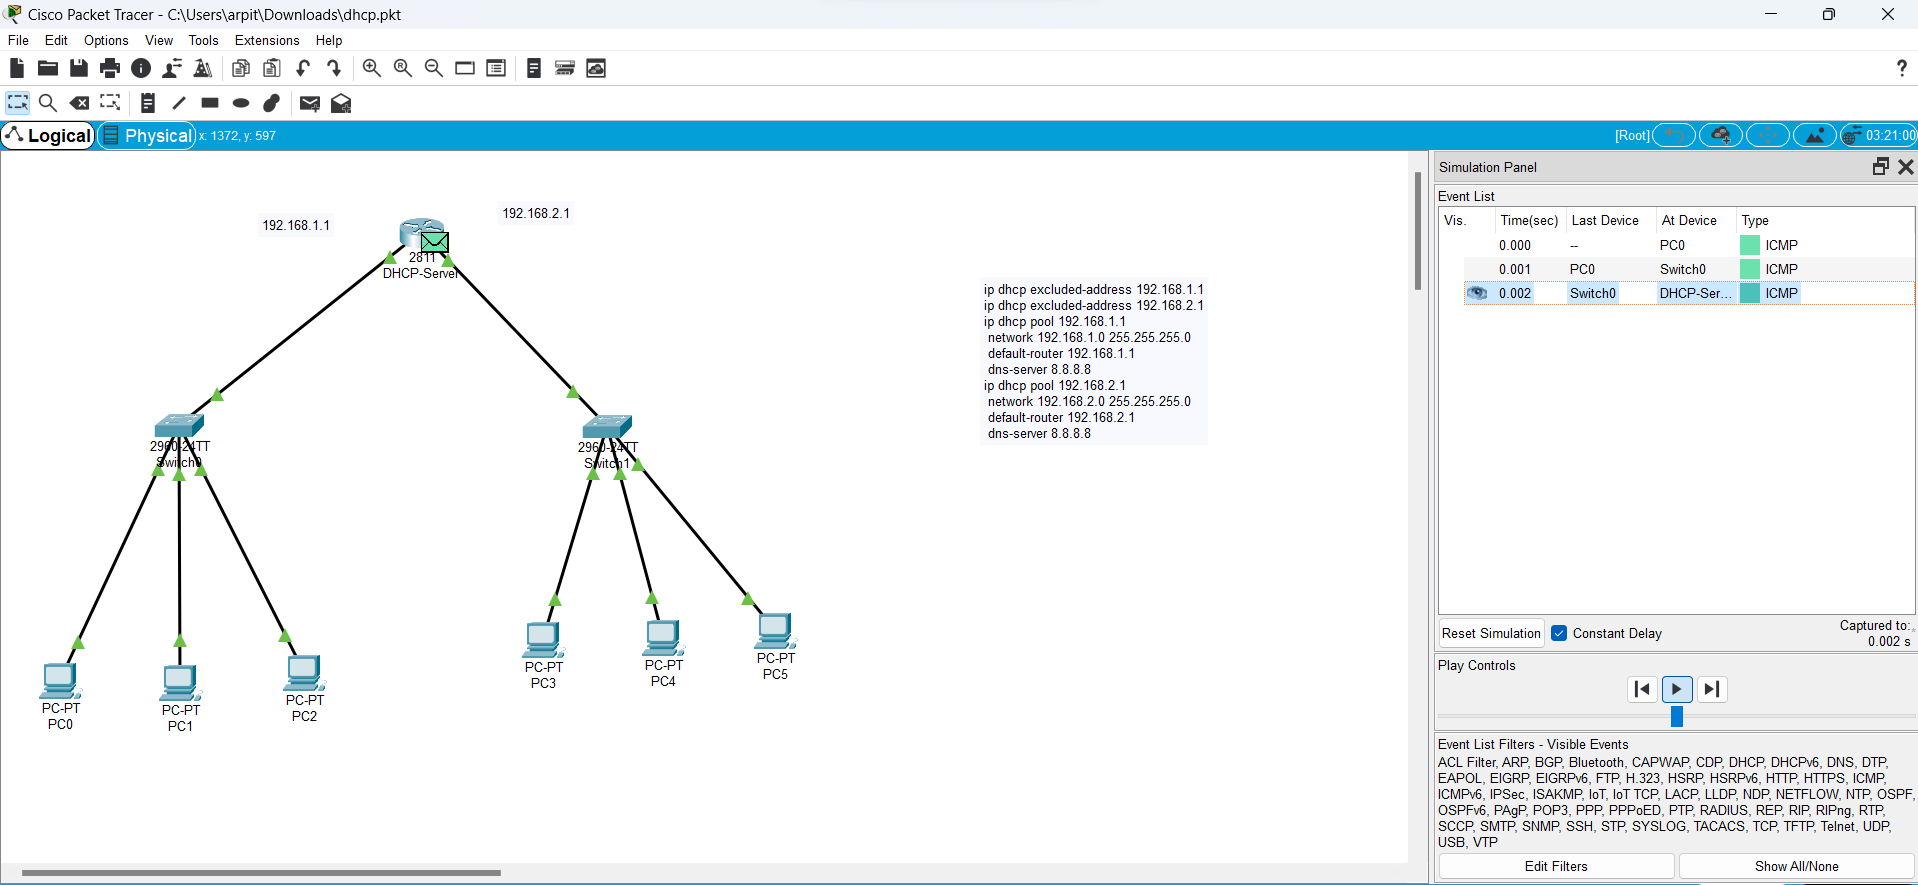 Cisco Packet Tracer - C:\Users\arpit\Downloads\dhcp.pkt
File Edit Options View Tools Extensions Help
?
Logical Physical x: 1372, y: 597 [Root] 03:21:00
192.168.1.1
192.168.2.1
2811
DHCP-Server
ip dhcp excluded-address 192.168.1.1
ip dhcp excluded-address 192.168.2.1
ip dhcp pool 192.168.1.1
network 192.168.1.0 255.255.255.0
default-router 192.168.1.1
dns-server 8.8.8.8
ip dhcp pool 192.168.2.1
network 192.168.2.0 255.255.255.0
default-router 192.168.2.1
dns-server 8.8.8.8
2960-24TT
Switch0
2960-24TT
Switch1
PC-PT
PC0
PC-PT
PC1
PC-PT
PC2
PC-PT
PC3
PC-PT
PC4
PC-PT
PC5
Simulation Panel
Event List
Vis. Time(sec) Last Device At Device Type
0.000 -- PC0 ICMP
0.001 PC0 Switch0 ICMP
0.002 Switch0 DHCP-Ser... ICMP
Reset Simulation Constant Delay Captured to:
0.002 s
Play Controls
Event List Filters - Visible Events
ACL Filter, ARP, BGP, Bluetooth, CAPWAP, CDP, DHCP, DHCPv6, DNS, DTP,
EAPOL, EIGRP, EIGRPv6, FTP, H.323, HSRP, HSRPv6, HTTP, HTTPS, ICMP,
ICMPv6, IPSec, ISAKMP, IoT, IoT TCP, LACP, LLDP, NDP, NETFLOW, NTP, OSPF,
OSPFv6, PAgP, POP3, PPP, PPPoED, PTP, RADIUS, REP, RIP, RIPng, RTP,
SCCP, SMTP, SNMP, SSH, STP, SYSLOG, TACACS, TCP, TFTP, Telnet, UDP,
USB, VTP
Edit Filters Show All/None